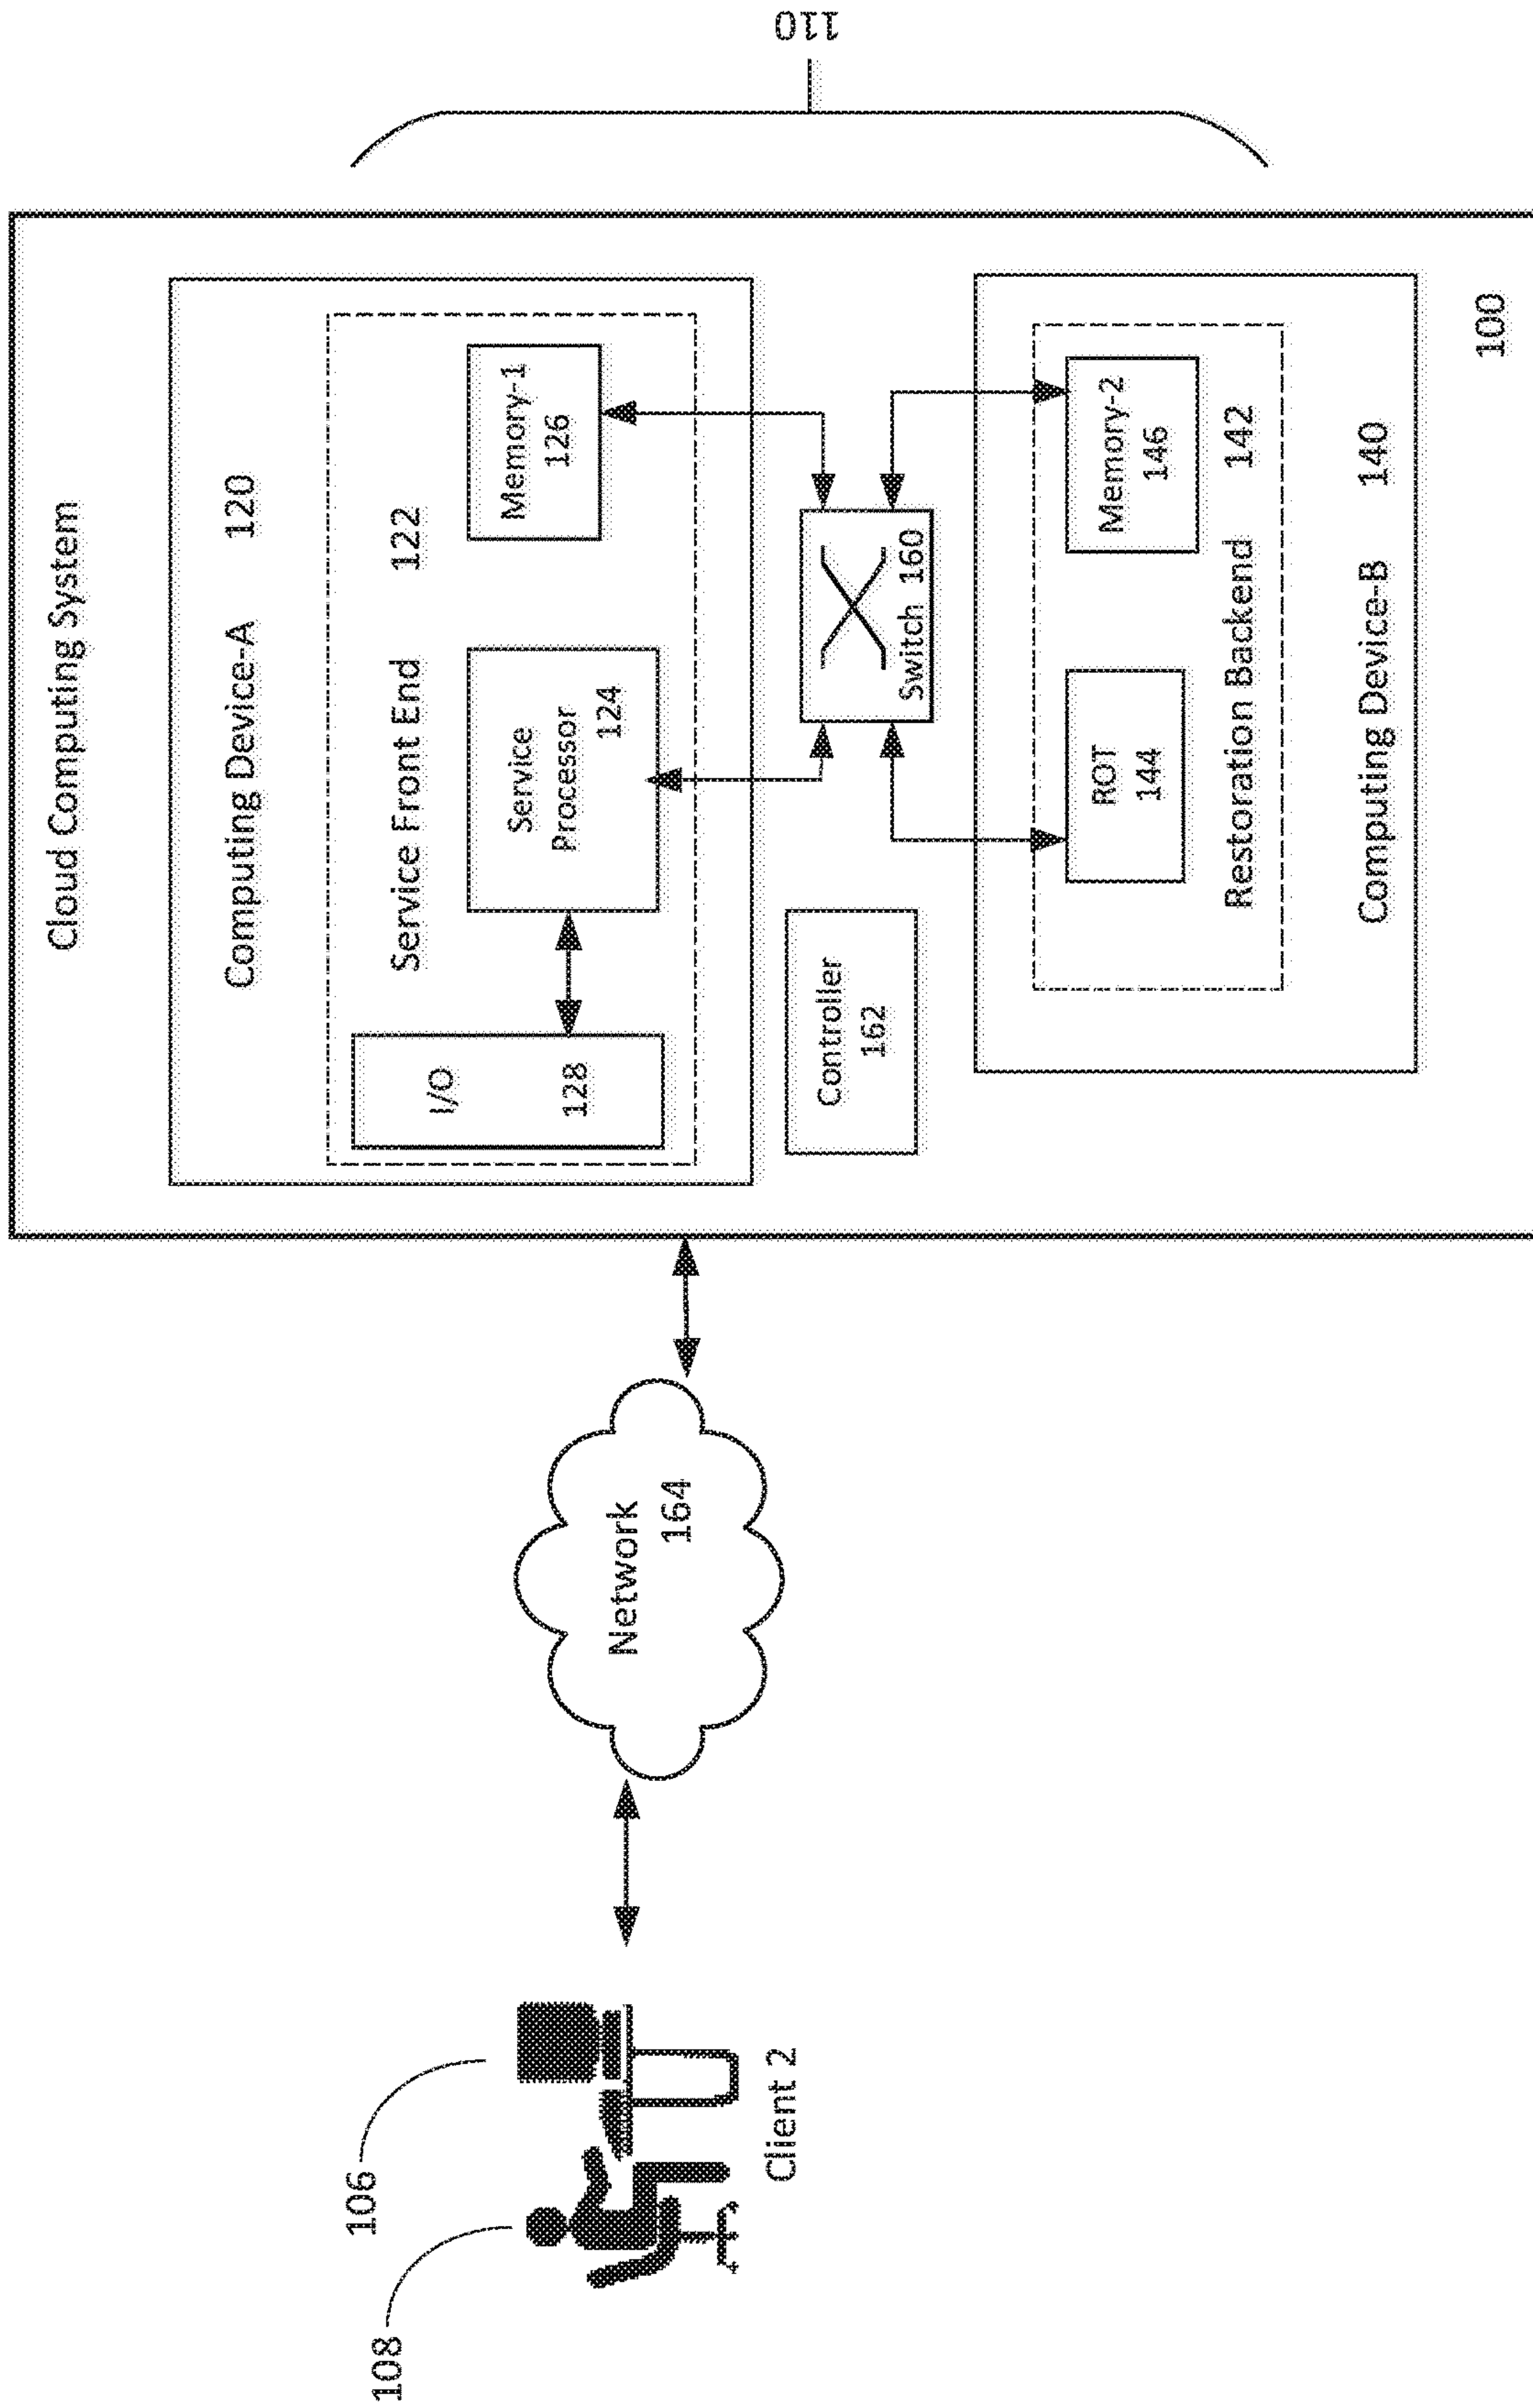 Cloud Computing System
Computing Device-A 120
Service Front End 122
I/O
128
Service
Processor
124
Memory-1
126
Controller
162
Switch 160
ROT
144
Memory-2
146
Restoration Backend 142
Computing Device-B 140
100
110
Network
164
106
108
Client 2